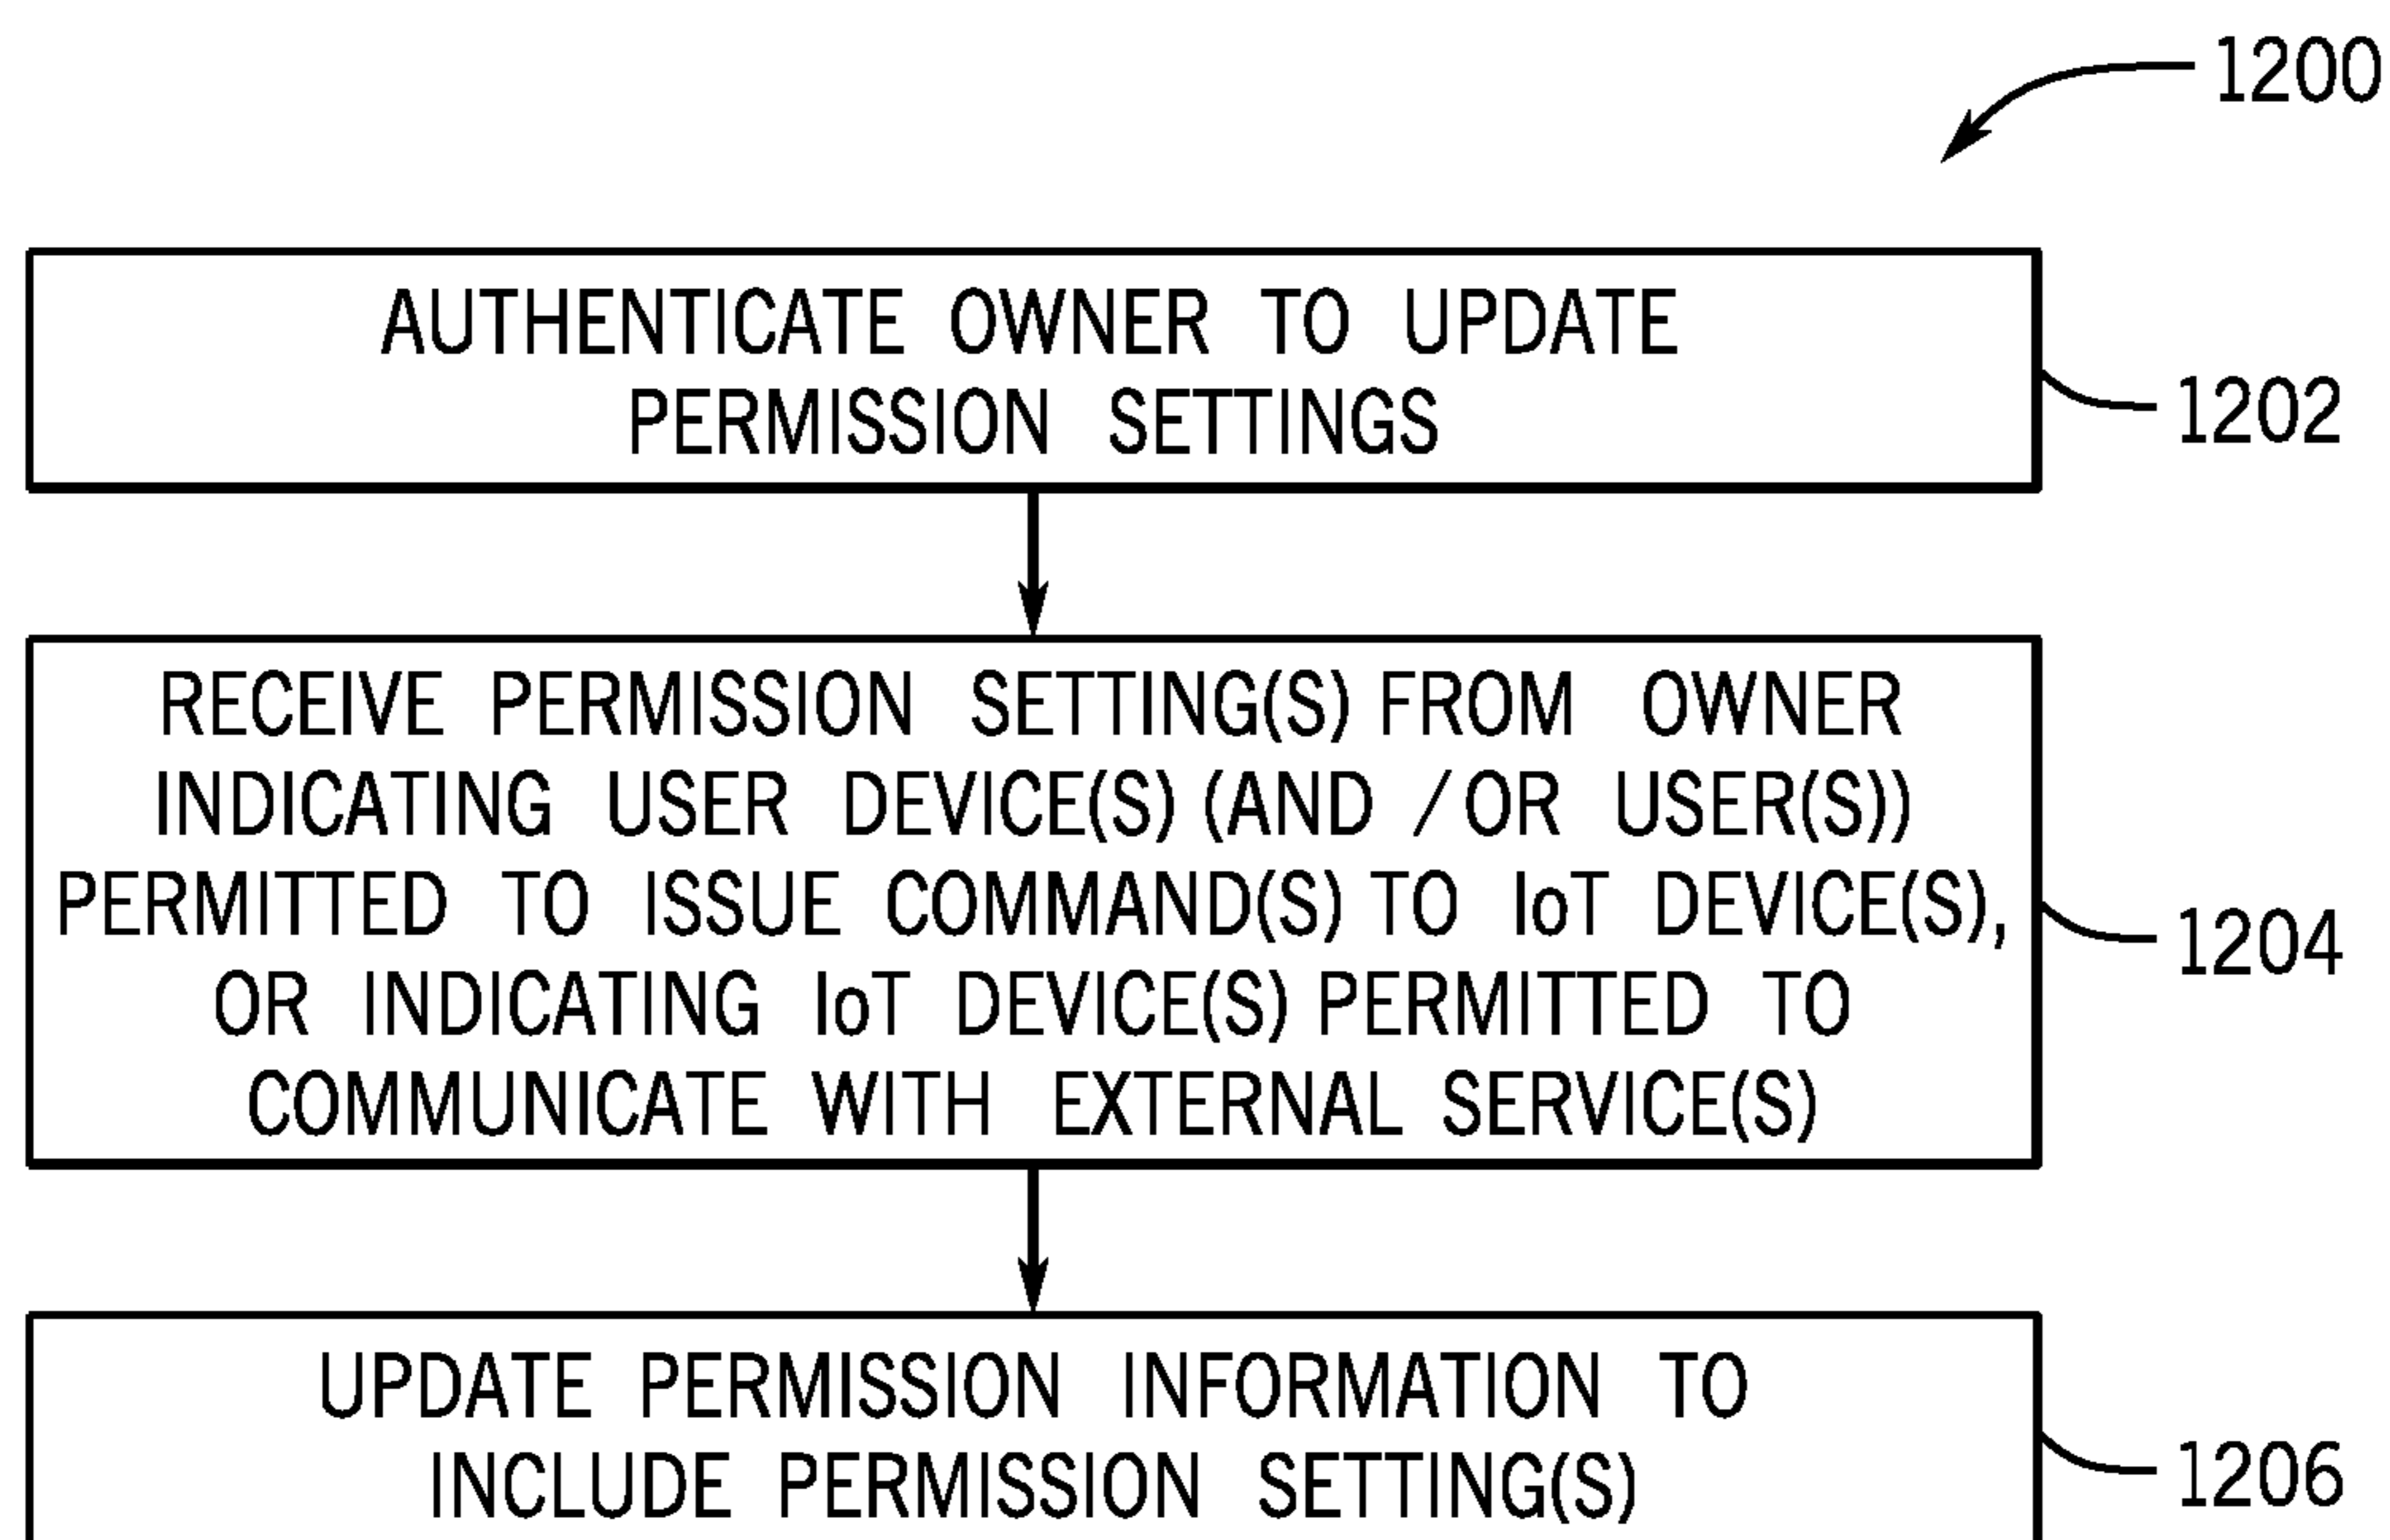 1200
AUTHENTICATE OWNER TO UPDATE
PERMISSION SETTINGS
1202
RECEIVE PERMISSION SETTING(S) FROM OWNER
INDICATING USER DEVICE(S) (AND /OR USER(S))
PERMITTED TO ISSUE COMMAND(S) TO IoT DEVICE(S),
OR INDICATING IoT DEVICE(S) PERMITTED TO
COMMUNICATE WITH EXTERNAL SERVICE(S)
1204
UPDATE PERMISSION INFORMATION TO
INCLUDE PERMISSION SETTING(S)
1206